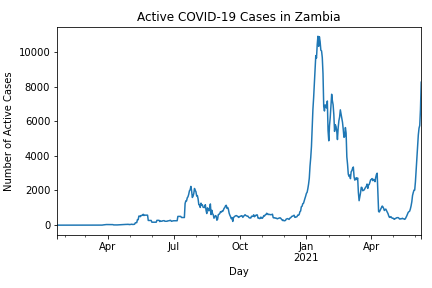 Active COVID-19 Cases in Zambia
Number of Active Cases
10000
8000
6000
4000
2000
0
Apr
Jul
Oct
Jan
2021
Apr
Day